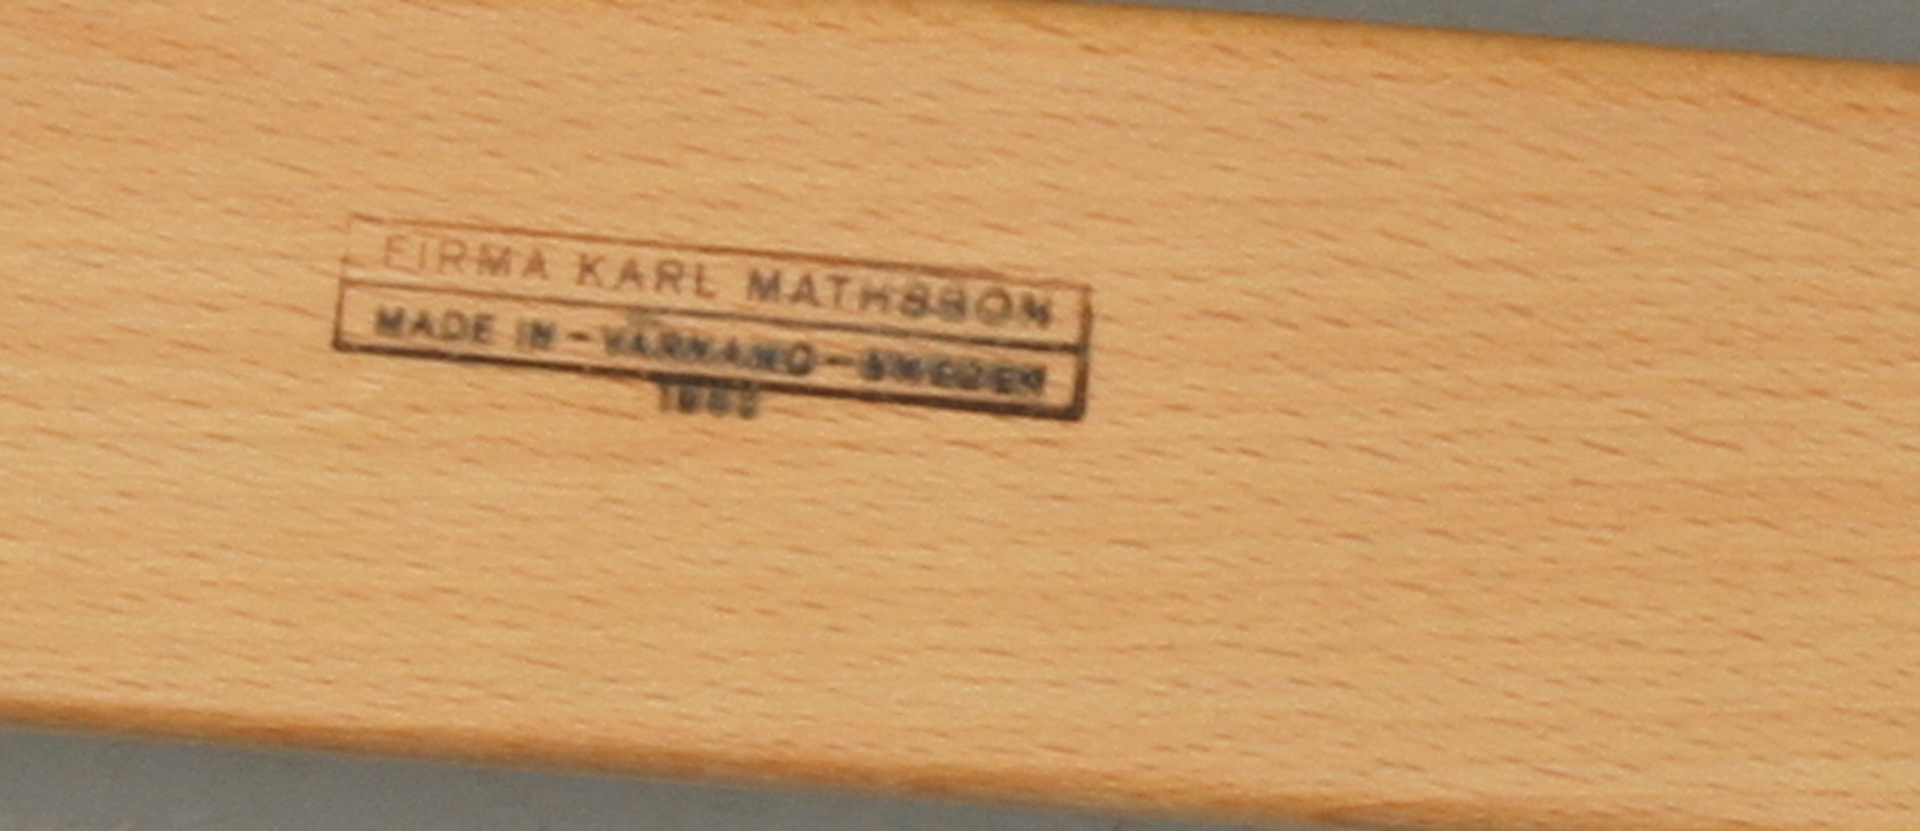 FIRMA KARL MATHSSON
MADE IN - VÄRNAMO - SWEDEN